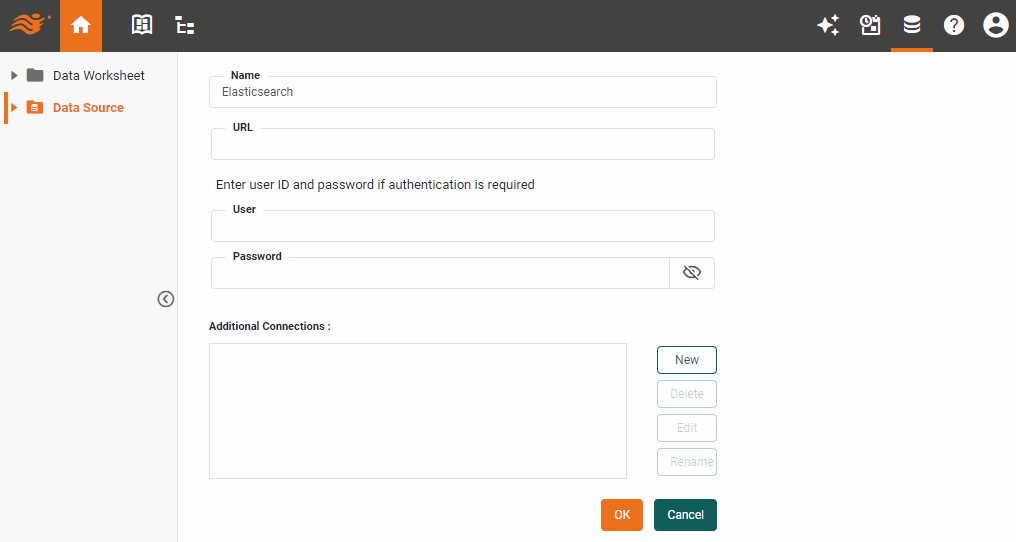 Data Worksheet
Data Source
Name
Elasticsearch
URL
Enter user ID and password if authentication is required
User
Password
Additional Connections :
New
Delete
Edit
Rename
OK
Cancel